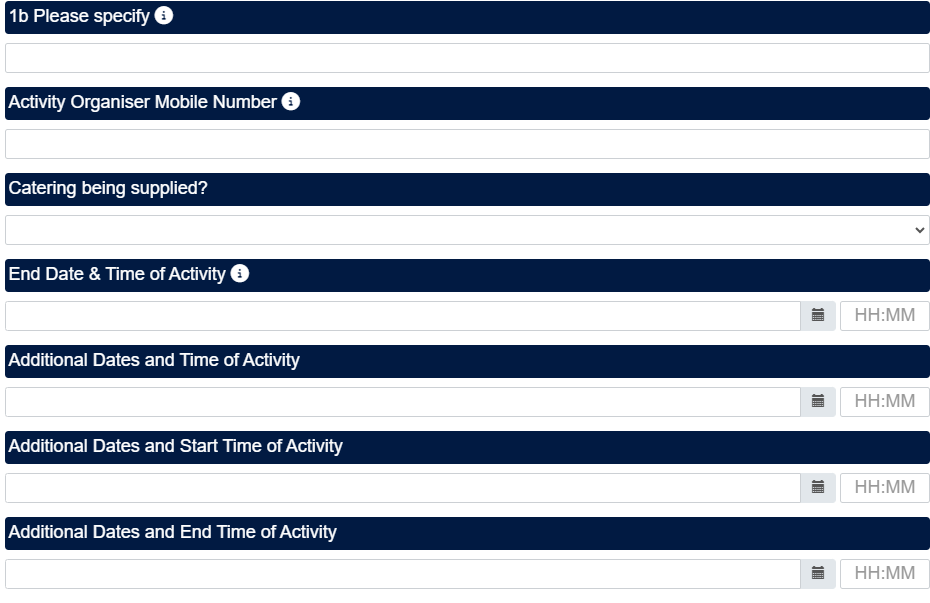 1b Please specify
Activity Organiser Mobile Number
Catering being supplied?
End Date & Time of Activity
HH:MM
Additional Dates and Time of Activity
HH:MM
Additional Dates and Start Time of Activity
HH:MM
Additional Dates and End Time of Activity
HH:MM